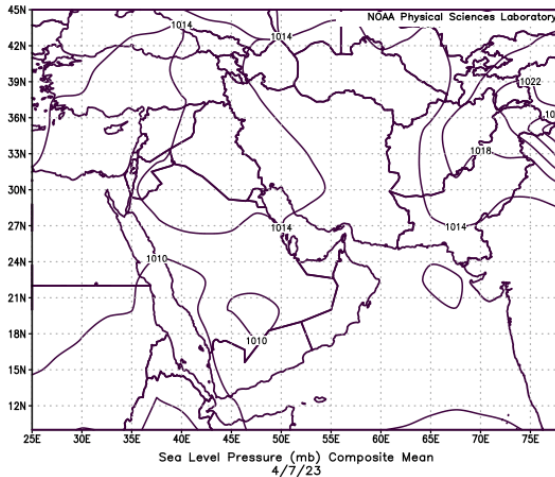 NOAA Physical Sciences Laboratory
45N
42N
39N
36N
33N
30N
27N
24N
21N
18N
15N
12N
1014
1014
1022
10
1018
1014
1014
1010
1010
25E
30E
35E
40E
45E
50E
55E
60E
65E
70E
75E
Sea Level Pressure (mb) Composite Mean
4/7/23